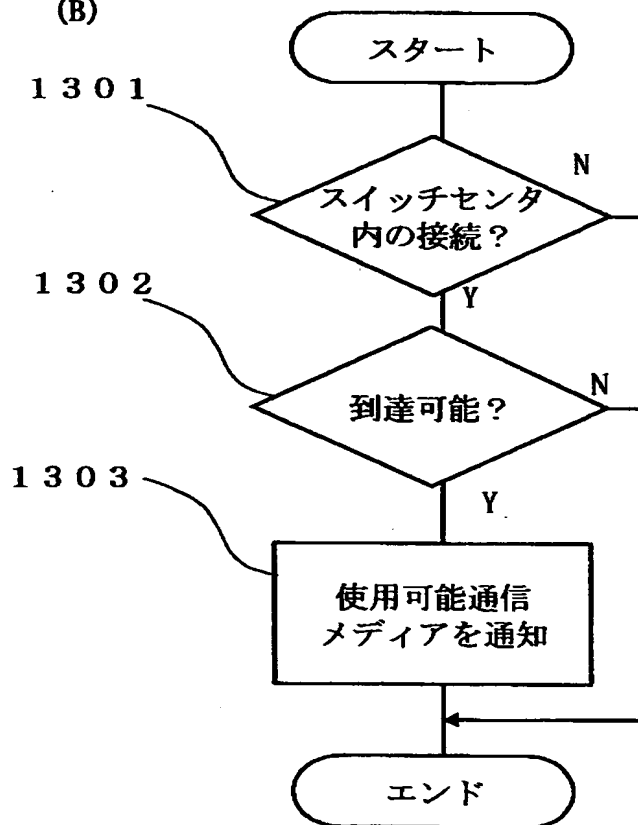 (B)
スタート
１３０１
N
スイッチセンタ
内の接続？
Y
１３０２
N
到達可能？
Y
１３０３
使用可能通信
メディアを通知
エンド